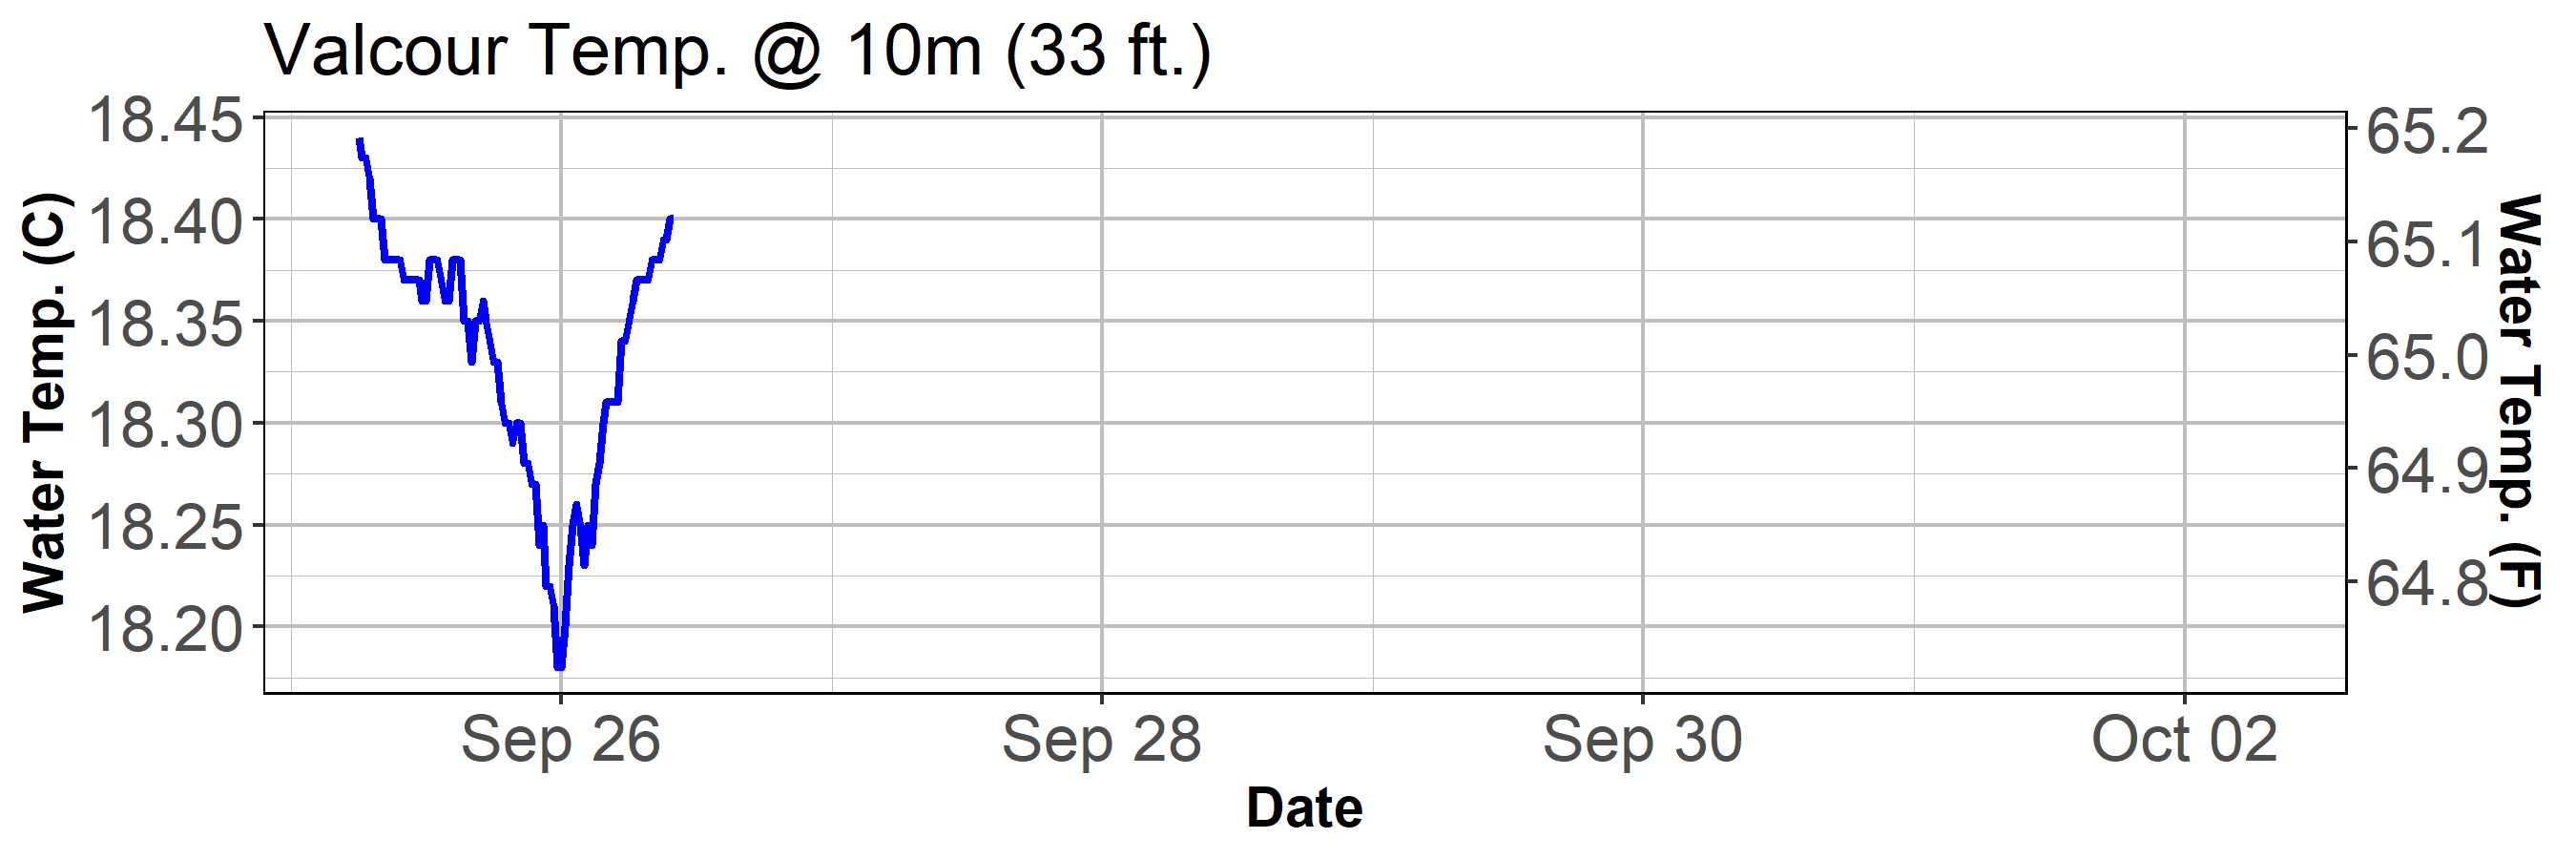 Valcour Temp. @ 10m (33 ft.)
Water Temp. (C)
18.45
18.40
18.35
18.30
18.25
18.20
65.2
65.1
65.0
64.9
64.8
Water Temp. (F)
Sep 26
Sep 28
Sep 30
Oct 02
Date